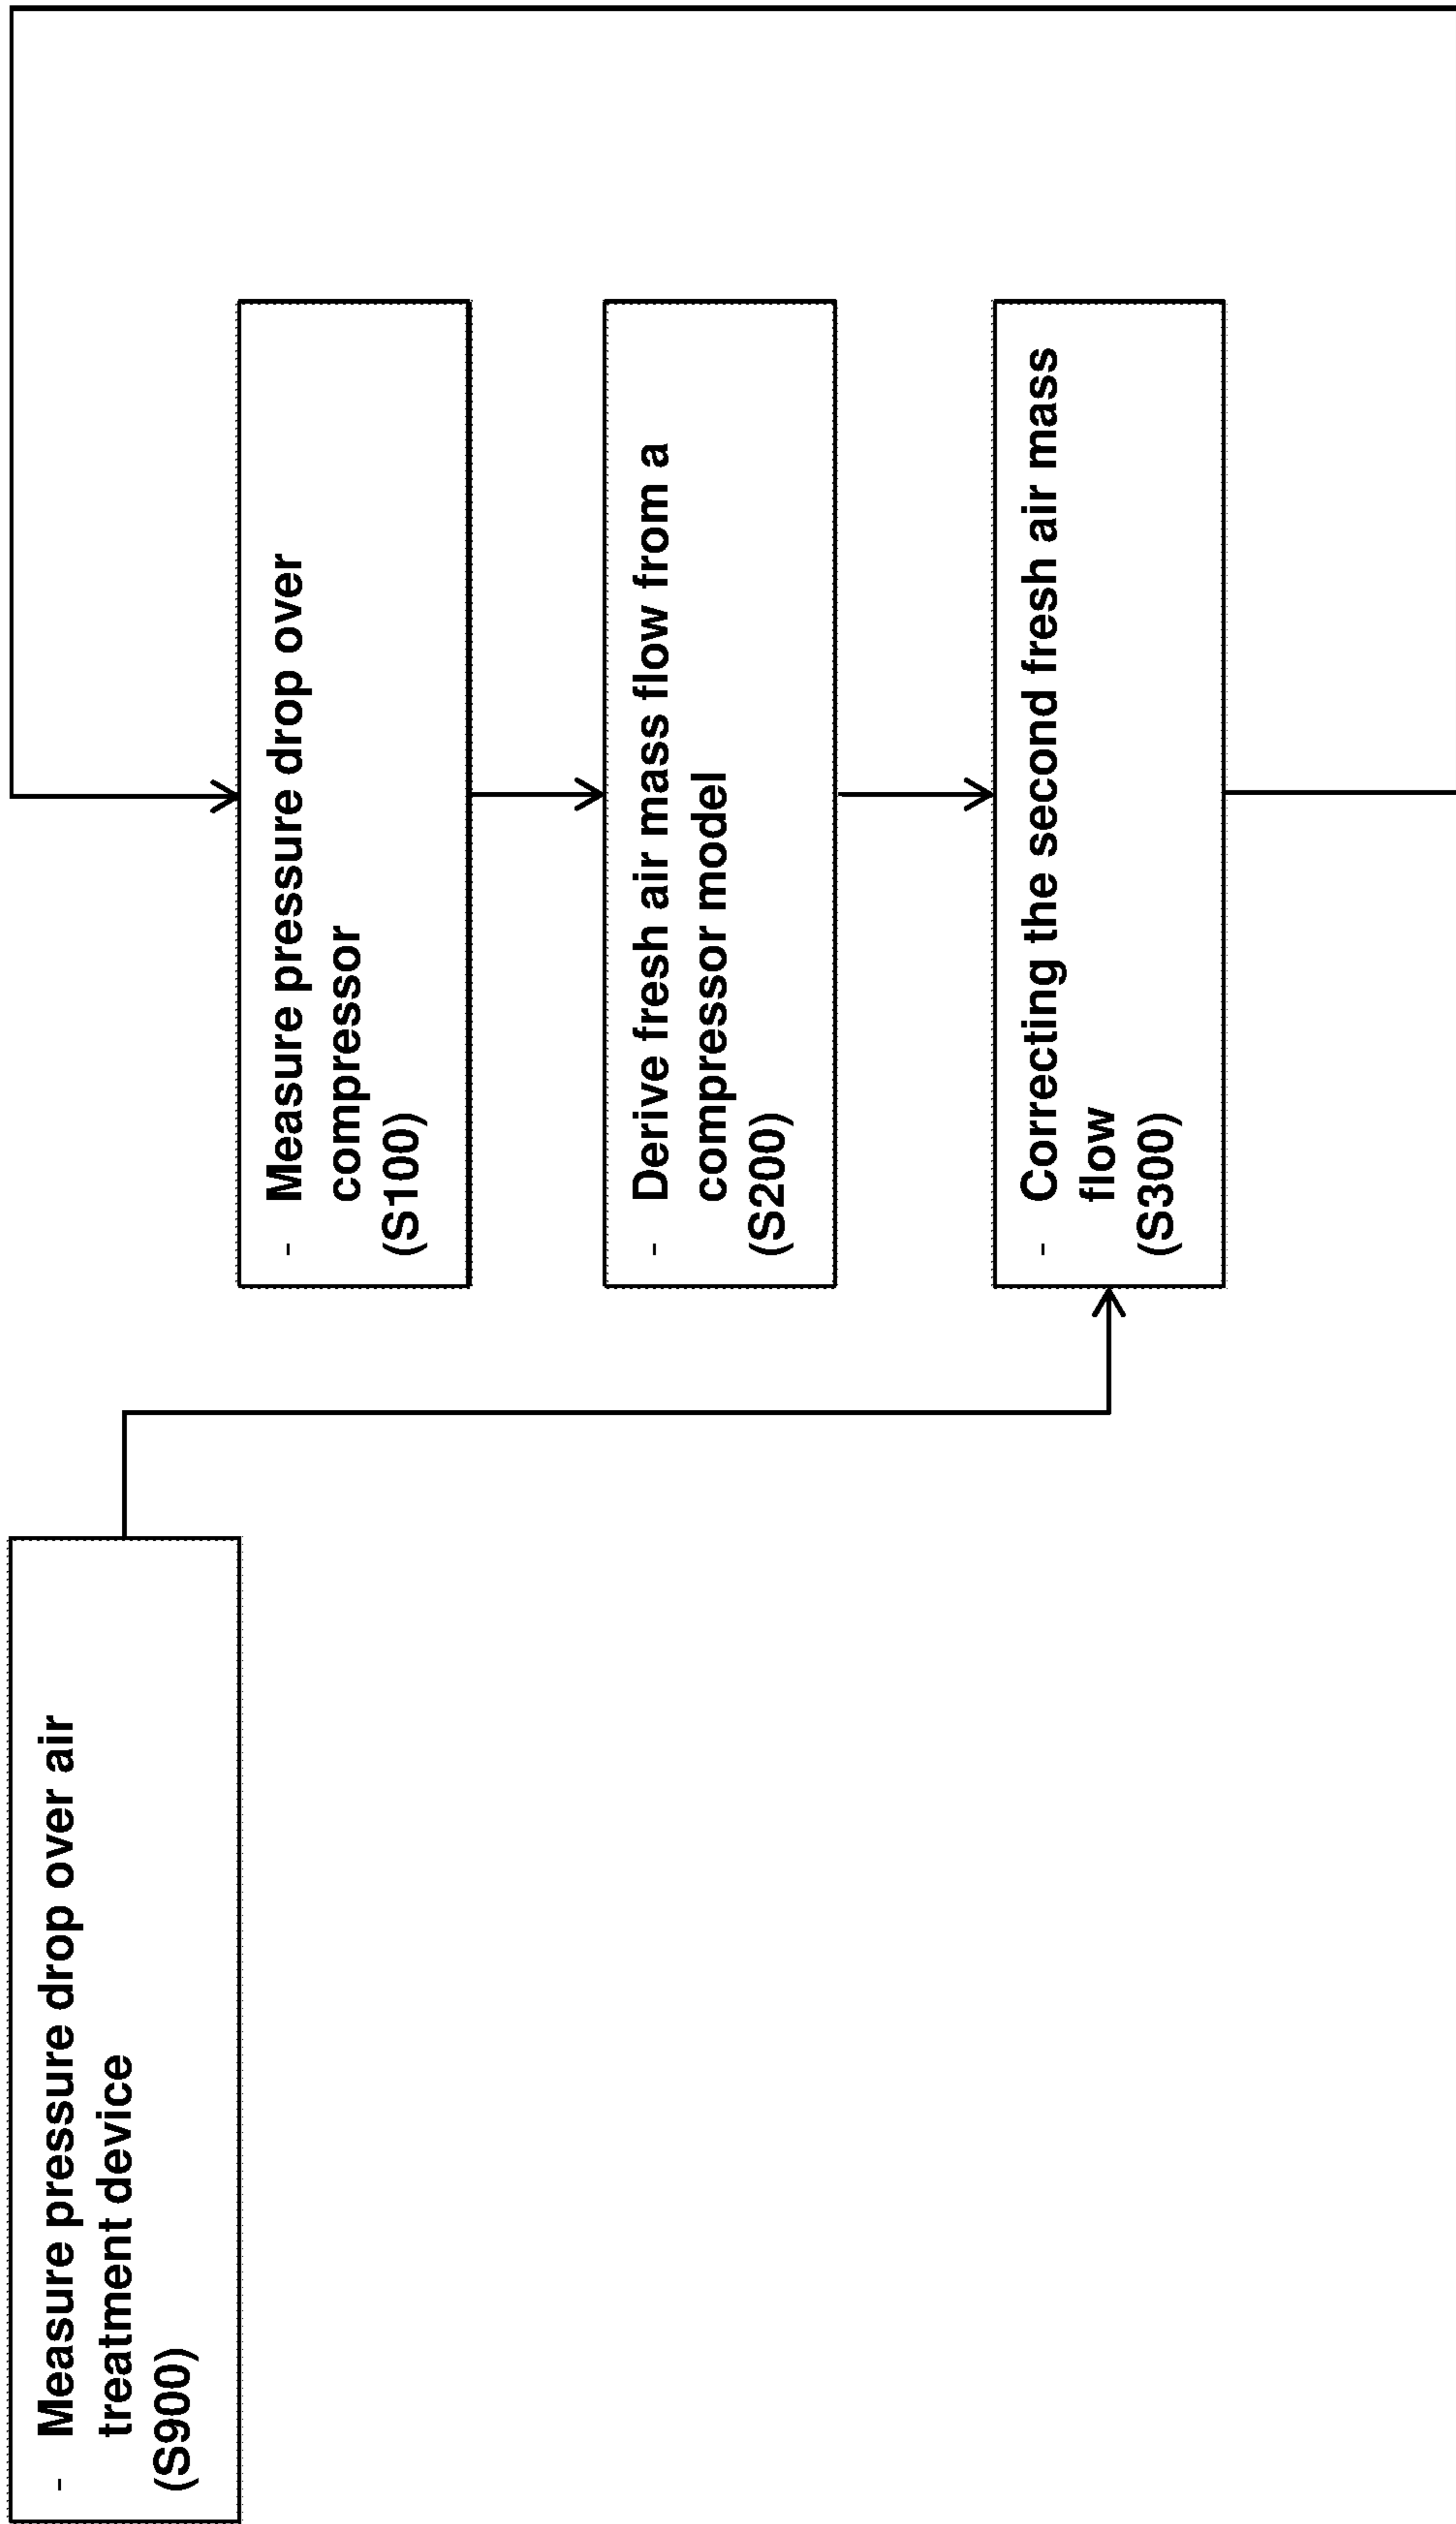 - Measure pressure drop over air
treatment device
(S900)
- Measure pressure drop over
compressor
(S100)
- Derive fresh air mass flow from a
compressor model
(S200)
- Correcting the second fresh air mass
flow
(S300)